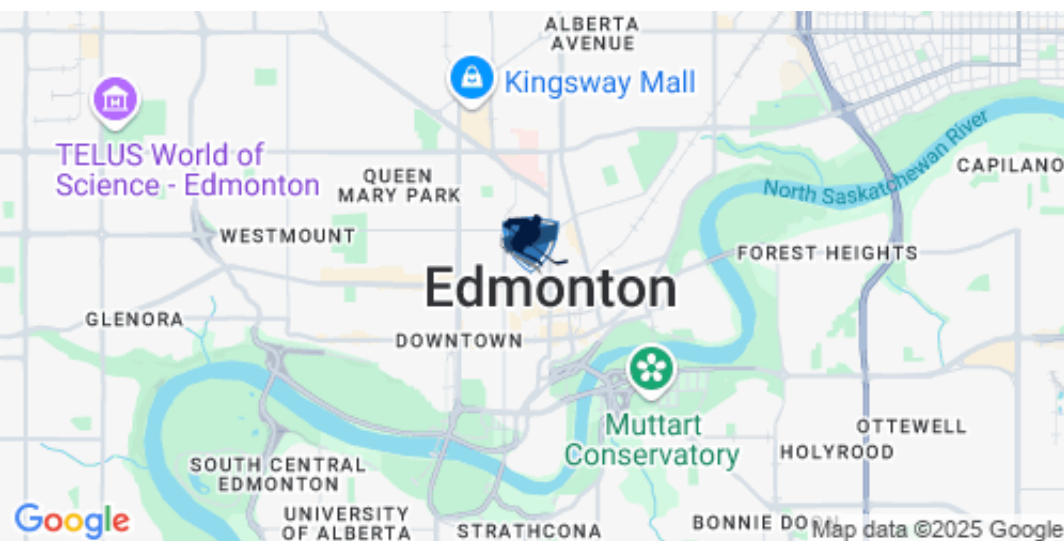 ALBERTA
AVENUE
Kingsway Mall
TELUS World of
Science - Edmonton
QUEEN
MARY PARK
North Saskatchewan River
CAPILANO
WESTMOUNT
FOREST HEIGHTS
Edmonton
GLENORA
DOWNTOWN
Muttart
Conservatory
OTTEWELL
HOLYROOD
SOUTH CENTRAL
EDMONTON
UNIVERSITY
OF ALBERTA
STRATHCONA
BONNIE DO
Google
Map data ©2025 Google